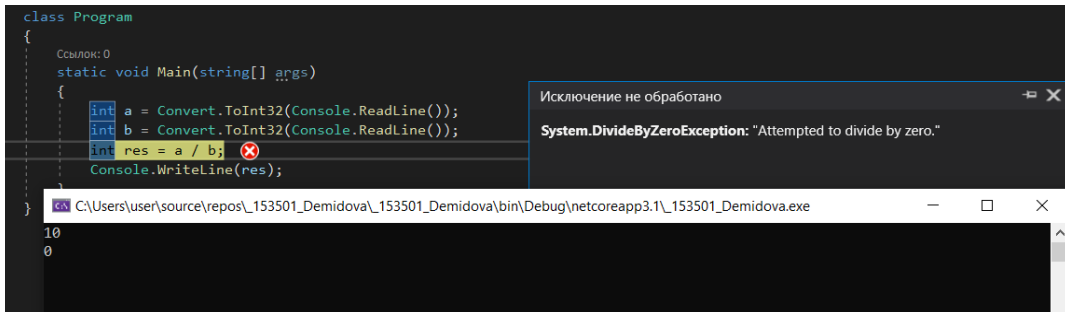 class Program
{
Ссылок: 0
static void Main(string[] args)
{
int a = Convert.ToInt32(Console.ReadLine());
int b = Convert.ToInt32(Console.ReadLine());
int res = a / b;
Console.WriteLine(res);
}
}
Исключение не обработано
System.DivideByZeroException: "Attempted to divide by zero."
C:\Users\user\source\repos\_153501_Demidova\_153501_Demidova\bin\Debug\netcoreapp3.1\_153501_Demidova.exe
10
0